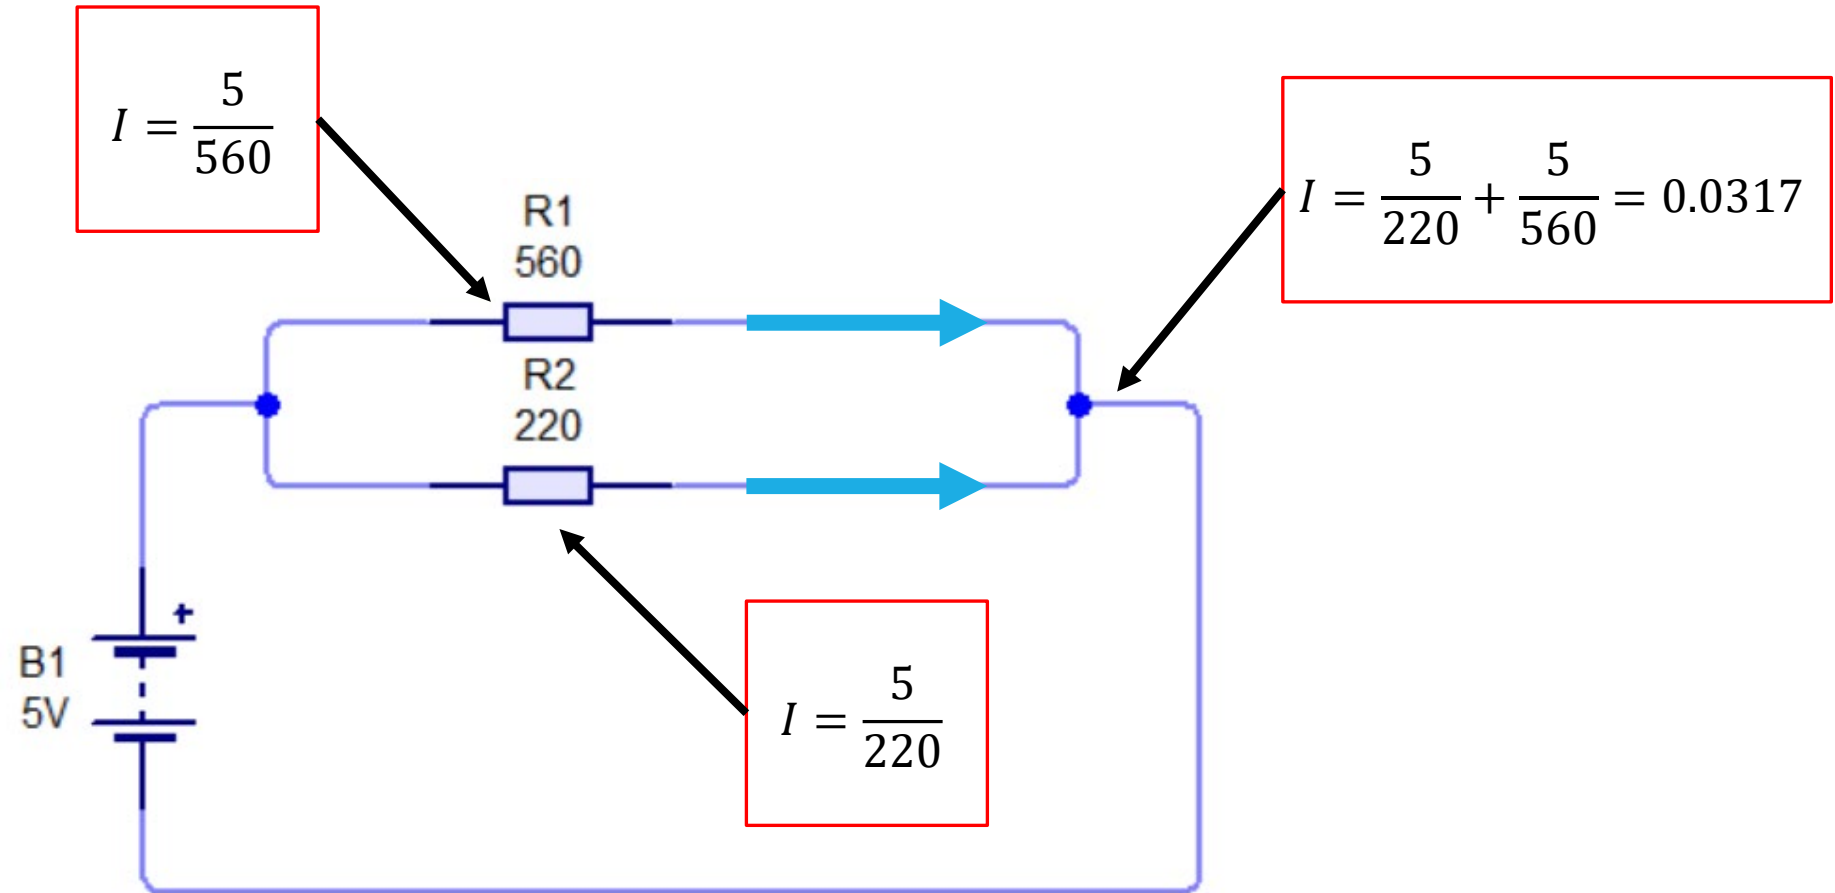 I = 5/560
I = 5/220 + 5/560 = 0.0317
R1
560
R2
220
+
B1
5V
I = 5/220